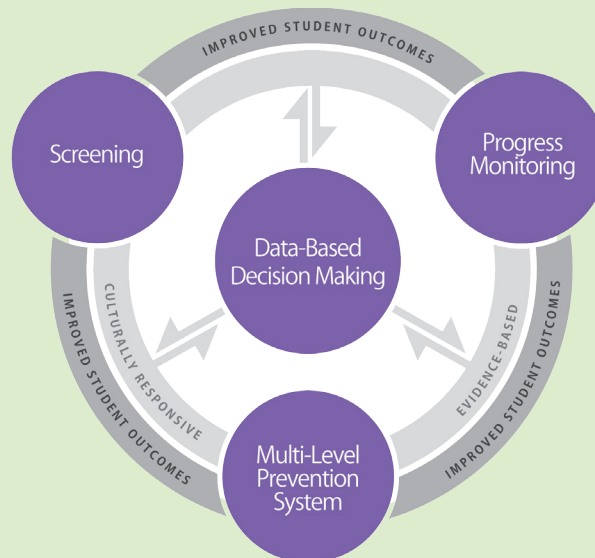 IMPROVED STUDENT OUTCOMES
Screening
Progress
Monitoring
Data-Based
Decision Making
IMPROVED STUDENT OUTCOMES
CULTURALLY RESPONSIVE
EVIDENCE-BASED
IMPROVED STUDENT OUTCOMES
Multi-Level
Prevention
System